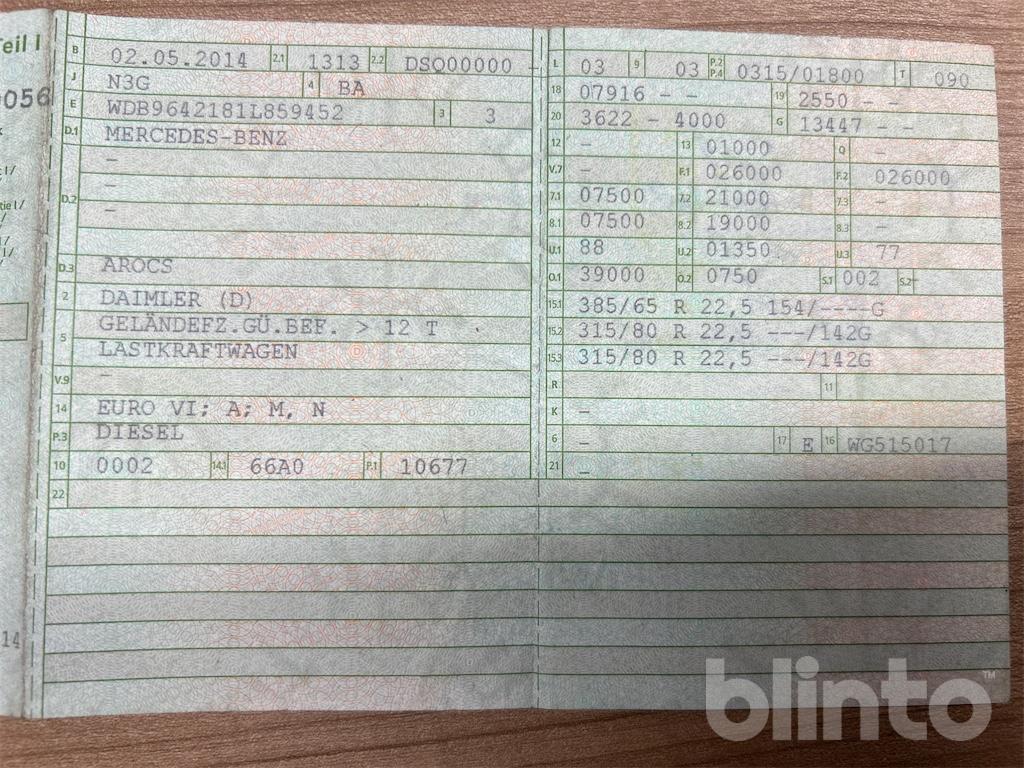 Teil I
0056
14
B 02.05.2014 2.1 1313 2.2 DSQ00000 -
J N3G 4 BA
E WDB9642181L859452 3 3
D.1 MERCEDES-BENZ
–
–
D.2 –
D.3 AROCS
2 DAIMLER (D)
5 GELÄNDEFZ.GÜ.BEF. > 12 T
LASTKRAFTWAGEN
V.9 –
14 EURO VI; A; M, N
P.3 DIESEL
10 0002 14.1 66A0 P.1 10677
22
L 03 9 03 P.2 P.4 0315/01800 T 090
18 07916 – – 19 2550 – –
20 3622 – 4000 G 13447 – –
12 – 13 01000 Q –
V.7 – F.1 026000 F.2 026000
7.1 07500 7.2 21000 7.3 –
8.1 07500 8.2 19000 8.3 –
U.1 88 U.2 01350 U.3 77
O.1 39000 O.2 0750 S.1 002 S.2 –
15.1 385/65 R 22,5 154/----G
15.2 315/80 R 22,5 ---/142G
15.3 315/80 R 22,5 ---/142G
R 11
K –
6 – 17 E 16 WG515017
21 –
blinto™